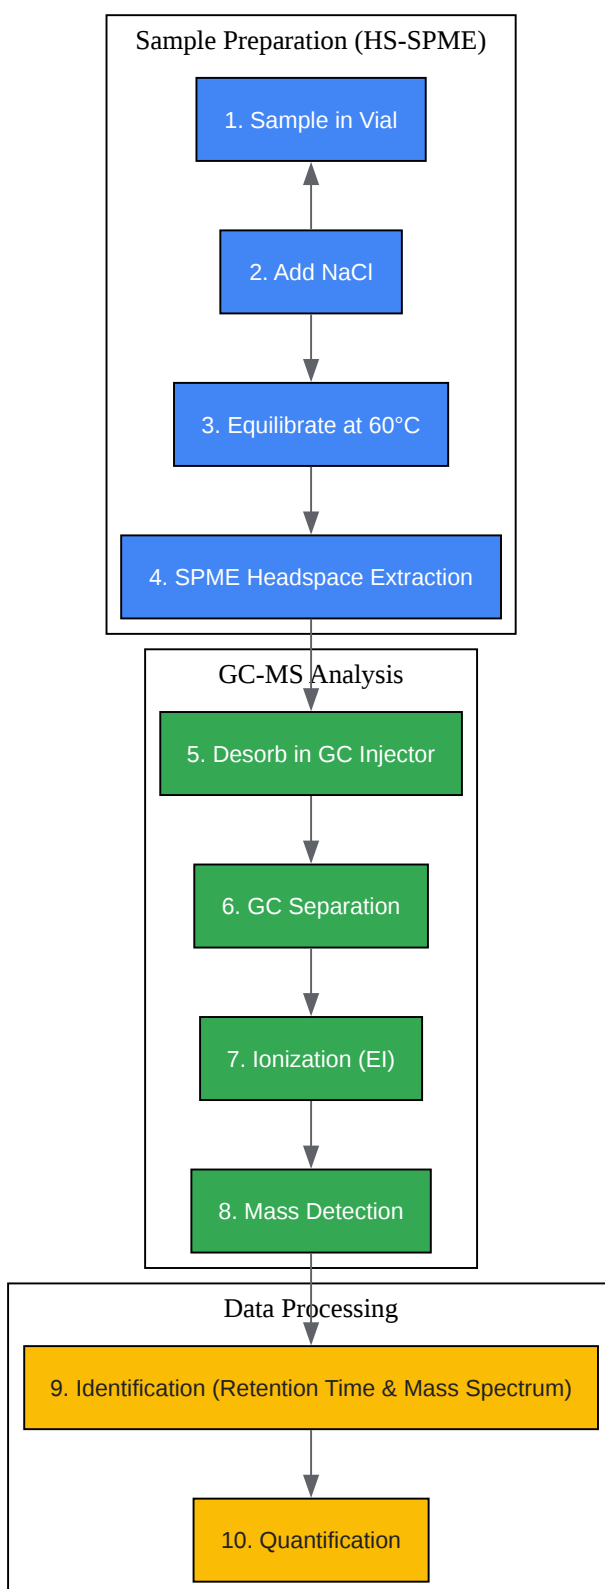 Sample Preparation (HS-SPME)
1. Sample in Vial
2. Add NaCl
3. Equilibrate at 60°C
4. SPME Headspace Extraction
GC-MS Analysis
5. Desorb in GC Injector
6. GC Separation
7. Ionization (EI)
8. Mass Detection
Data Processing
9. Identification (Retention Time & Mass Spectrum)
10. Quantification